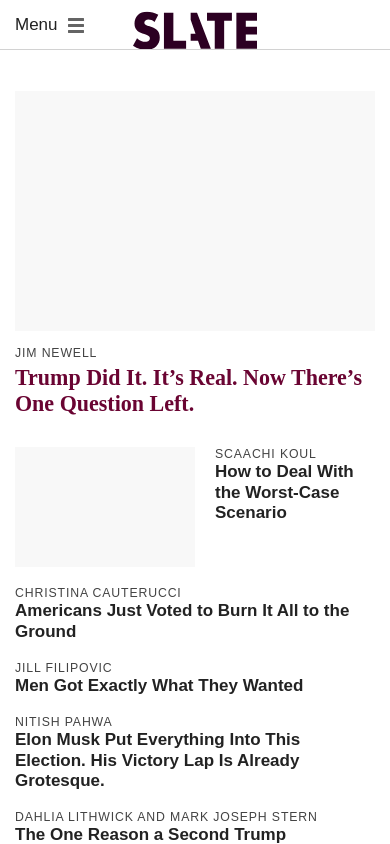 Menu
SLATE
JIM NEWELL
Trump Did It. It’s Real. Now There’s
One Question Left.
SCAACHI KOUL
How to Deal With
the Worst-Case
Scenario
CHRISTINA CAUTERUCCI
Americans Just Voted to Burn It All to the
Ground
JILL FILIPOVIC
Men Got Exactly What They Wanted
NITISH PAHWA
Elon Musk Put Everything Into This
Election. His Victory Lap Is Already
Grotesque.
DAHLIA LITHWICK AND MARK JOSEPH STERN
The One Reason a Second Trump